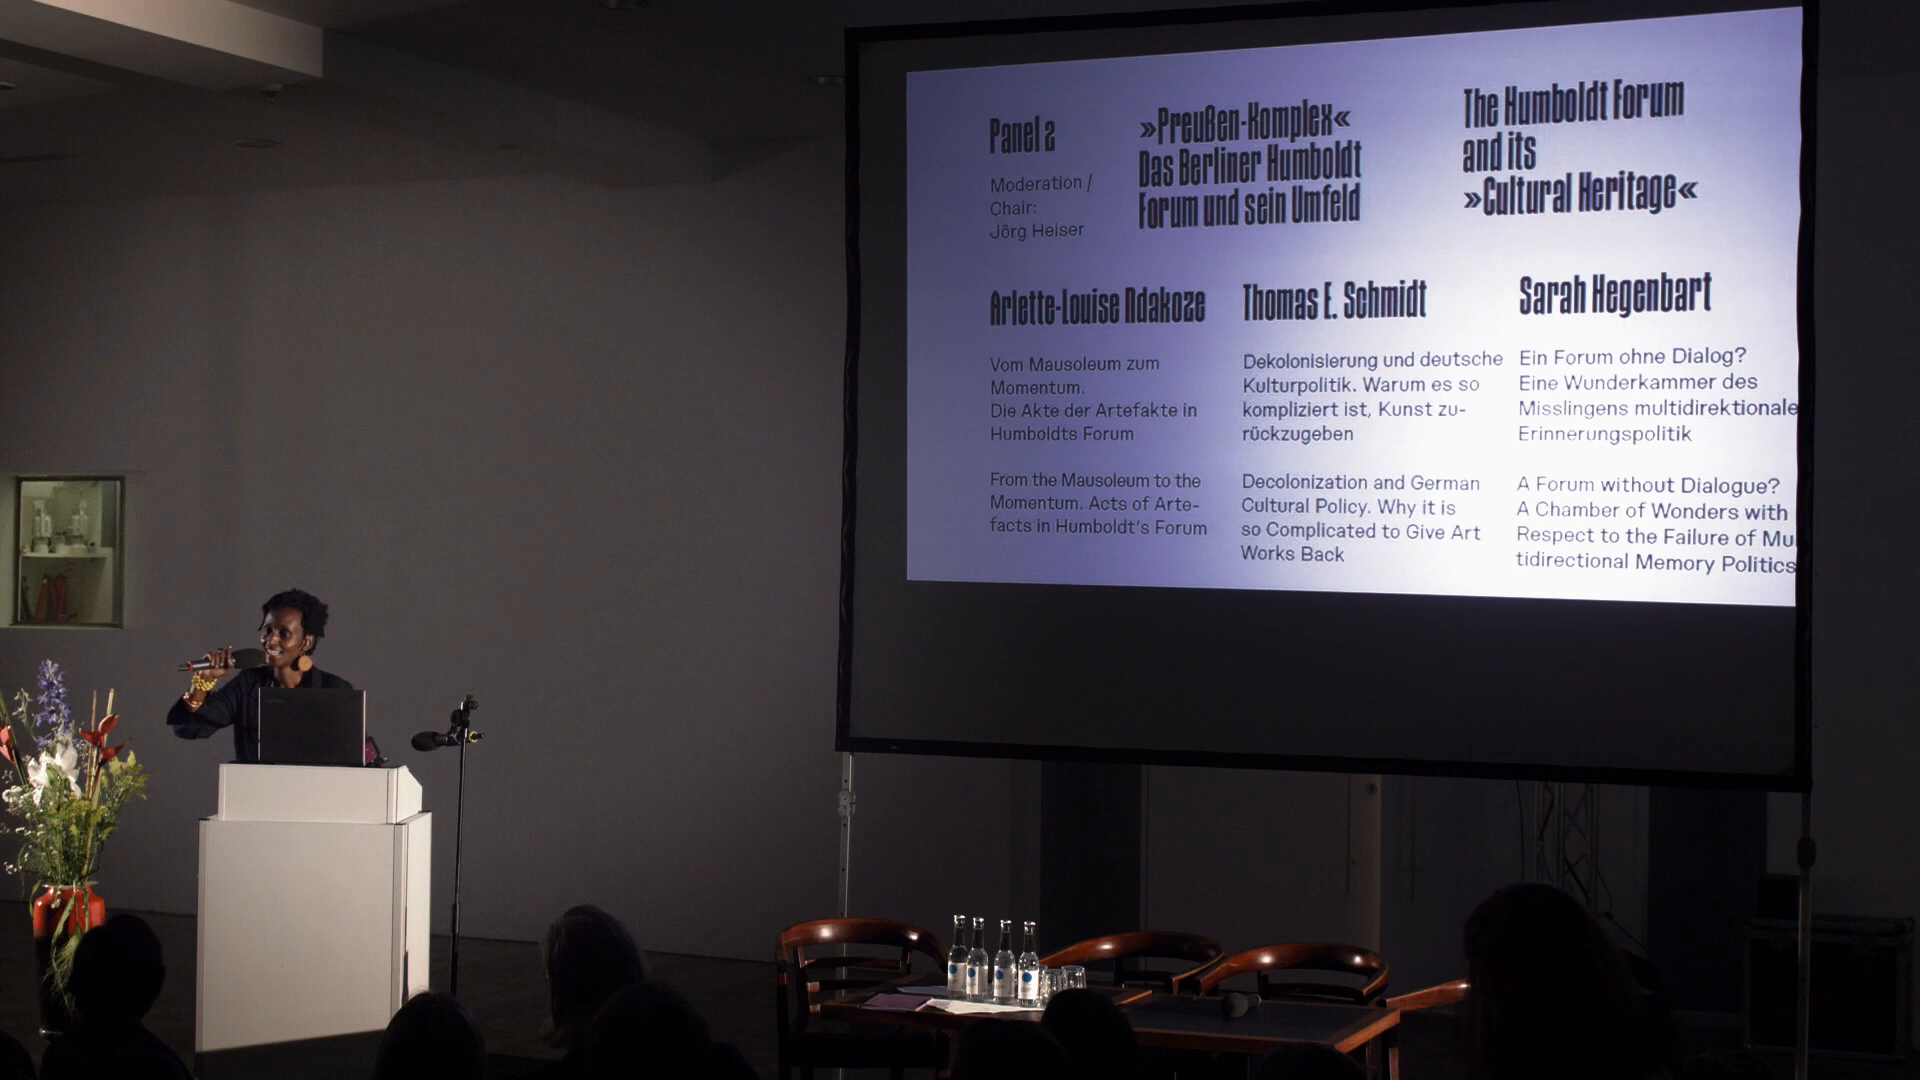 Panel 2
Moderation /
Chair:
Jörg Heiser
»Preußen-Komplex«
Das Berliner Humboldt
Forum und sein Umfeld
The Humboldt Forum
and its
»Cultural Heritage«
Arlette-Louise Ndakoze
Vom Mausoleum zum
Momentum.
Die Akte der Artefakte in
Humboldts Forum
From the Mausoleum to the
Momentum. Acts of Arte-
facts in Humboldt's Forum
Thomas E. Schmidt
Dekolonisierung und deutsche
Kulturpolitik. Warum es so
kompliziert ist, Kunst zu-
rückzugeben
Decolonization and German
Cultural Policy. Why it is
so Complicated to Give Art
Works Back
Sarah Hegenbart
Ein Forum ohne Dialog?
Eine Wunderkammer des
Misslingens multidirektionale
Erinnerungspolitik
A Forum without Dialogue?
A Chamber of Wonders with
Respect to the Failure of Mu
tidirectional Memory Politics